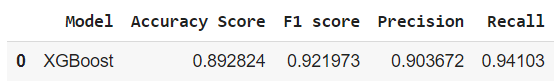 Model Accuracy Score F1 score Precision Recall
0 XGBoost 0.892824 0.921973 0.903672 0.94103